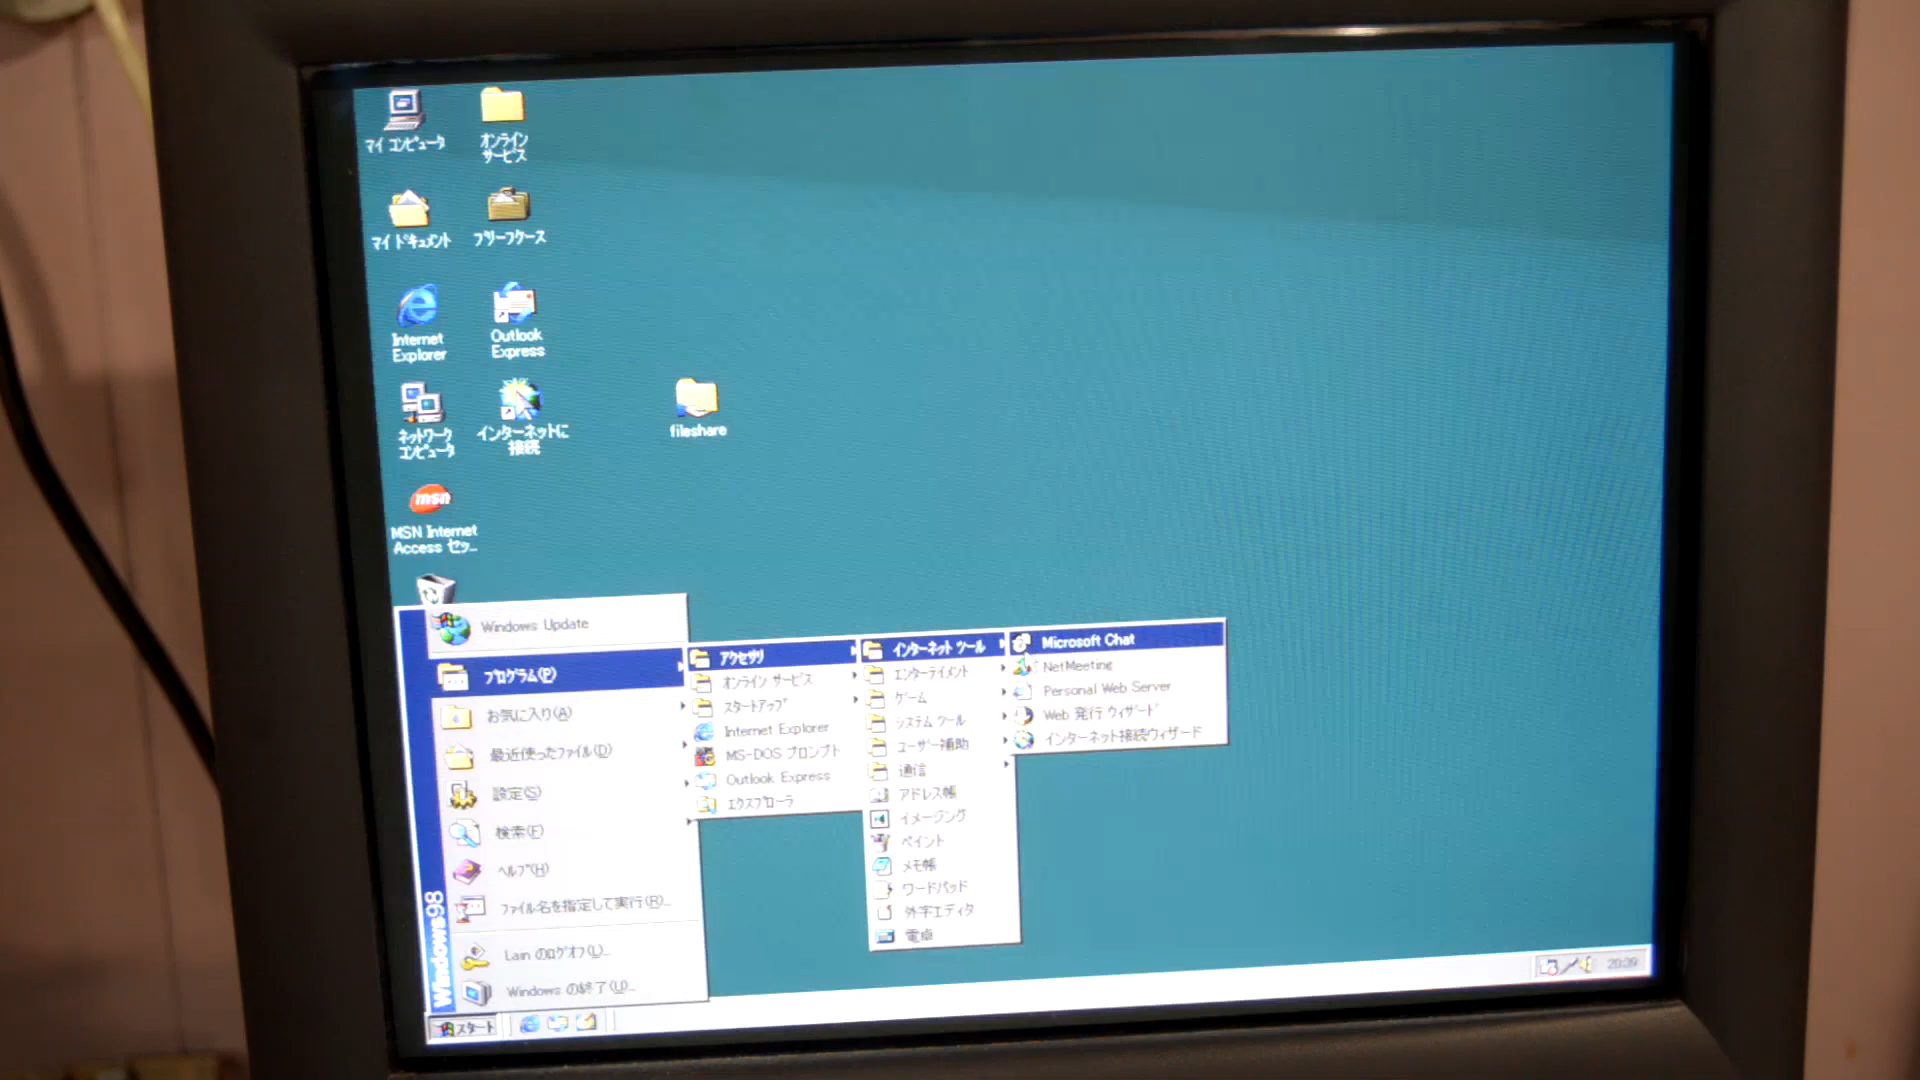 マイ コンピュータ
オンライン
サービス
マイ ドキュメント
ブリーフケース
Internet
Explorer
Outlook
Express
ネットワーク
コンピュータ
インターネットに
接続
fileshare
msn
MSN Internet
Access セッ...
Windows Update
プログラム(P)
お気に入り(A)
最近使ったファイル(D)
設定(S)
検索(F)
ヘルプ(H)
ファイル名を指定して実行(R)...
Lain のログオフ(L)...
Windows の終了(U)...
Windows98
アクセサリ
オンライン サービス
スタートアップ
Internet Explorer
MS-DOS プロンプト
Outlook Express
エクスプローラ
インターネット ツール
エンターテイメント
ゲーム
システム ツール
ユーザー補助
通信
アドレス帳
イメージング
ペイント
メモ帳
ワードパッド
外字エディタ
電卓
Microsoft Chat
NetMeeting
Personal Web Server
Web 発行 ウィザード
インターネット接続ウィザード
スタート
20:39